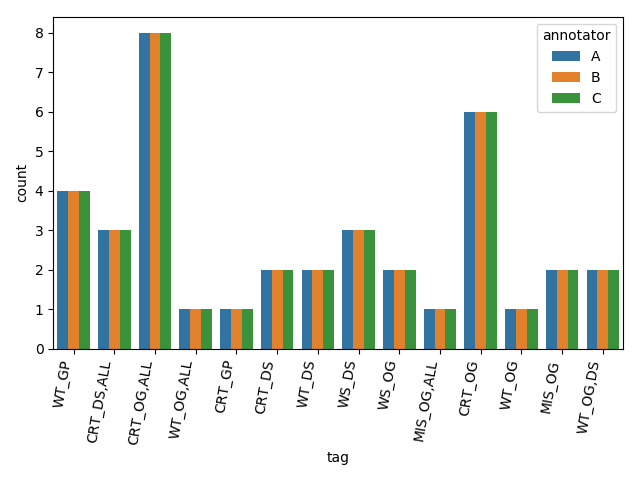 annotator
A
B
C
count
8
7
6
5
4
3
2
1
0
WT_GP
CRT_DS,ALL
CRT_OG,ALL
WT_OG,ALL
CRT_GP
CRT_DS
WT_DS
WS_DS
WS_OG
MIS_OG,ALL
CRT_OG
WT_OG
MIS_OG
WT_OG,DS
tag